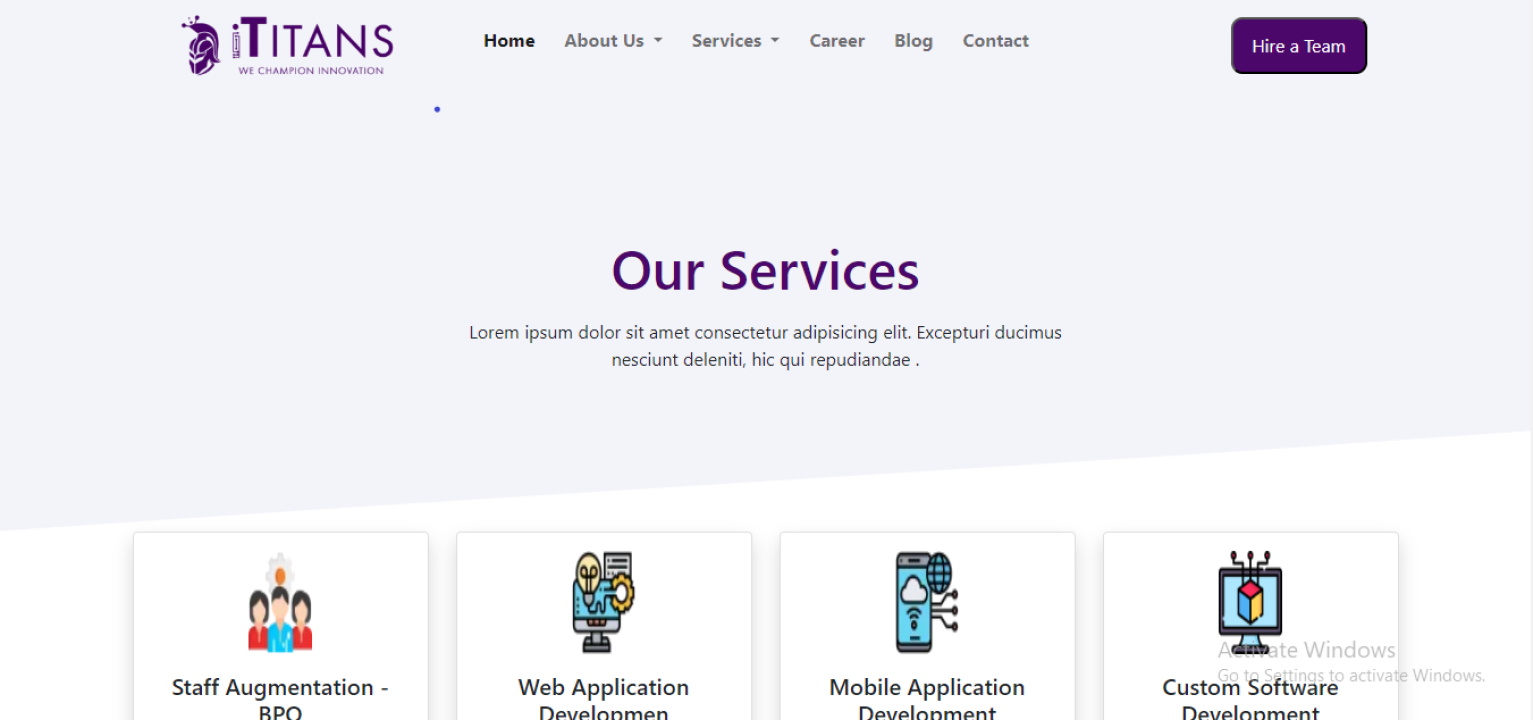 iTITANS
WE CHAMPION INNOVATION
Home About Us Services Career Blog Contact
Hire a Team
Our Services
Lorem ipsum dolor sit amet consectetur adipisicing elit. Excepturi ducimus
nesciunt deleniti, hic qui repudiandae .
Staff Augmentation -
BPO
Web Application
Developmen
Mobile Application
Development
Custom Software
Development
Activate Windows
Go to Settings to activate Windows.